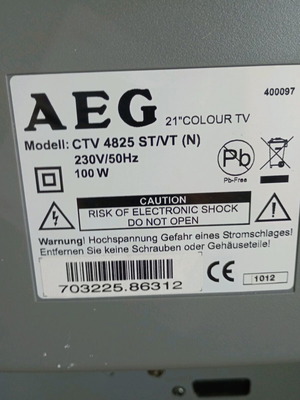 AEG
21"COLOUR TV
400097
Modell: CTV 4825 ST/VT (N)
230V/50Hz
100 W
Pb
Pb-Free
CAUTION
RISK OF ELECTRONIC SHOCK
DO NOT OPEN
Warnung! Hochspannung Gefahr eines Stromschlages!
Entfernen Sie keine Schrauben oder Gehäuseteile!
703225.86312
CE
1012